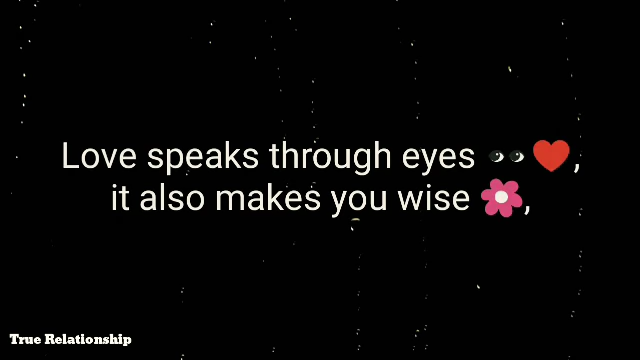 Love speaks through eyes 👀❤️,
it also makes you wise 🌸,
True Relationship